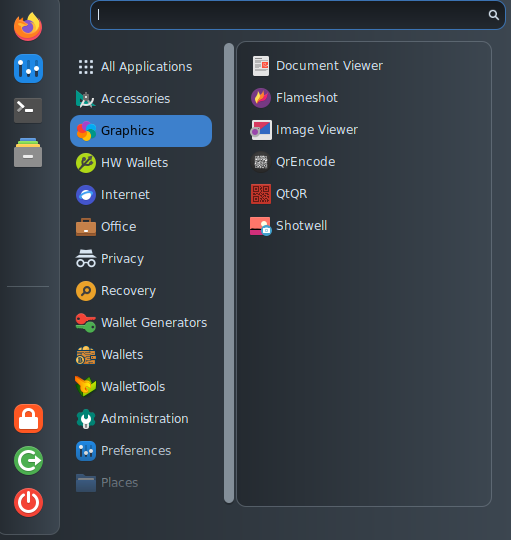 All Applications
Accessories
Graphics
HW Wallets
Internet
Office
Privacy
Recovery
Wallet Generators
Wallets
WalletTools
Administration
Preferences
Places
Document Viewer
Flameshot
Image Viewer
QrEncode
QtQR
Shotwell